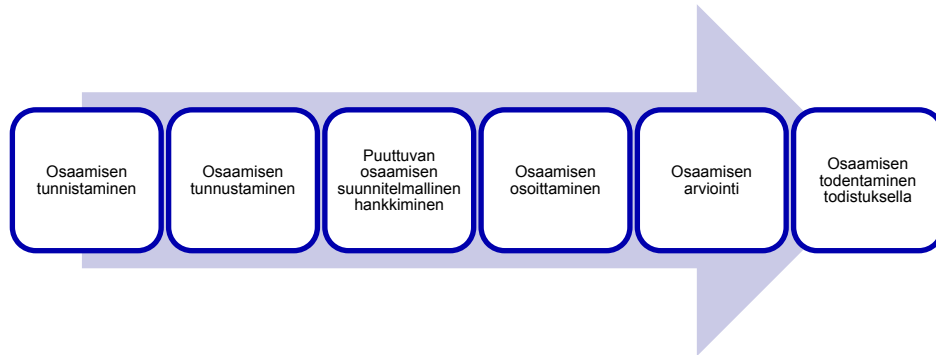 Osaamisen
tunnistaminen
Osaamisen
tunnustaminen
Puuttuvan
osaamisen
suunnitelmallinen
hankkiminen
Osaamisen
osoittaminen
Osaamisen
arviointi
Osaamisen
todentaminen
todistuksella